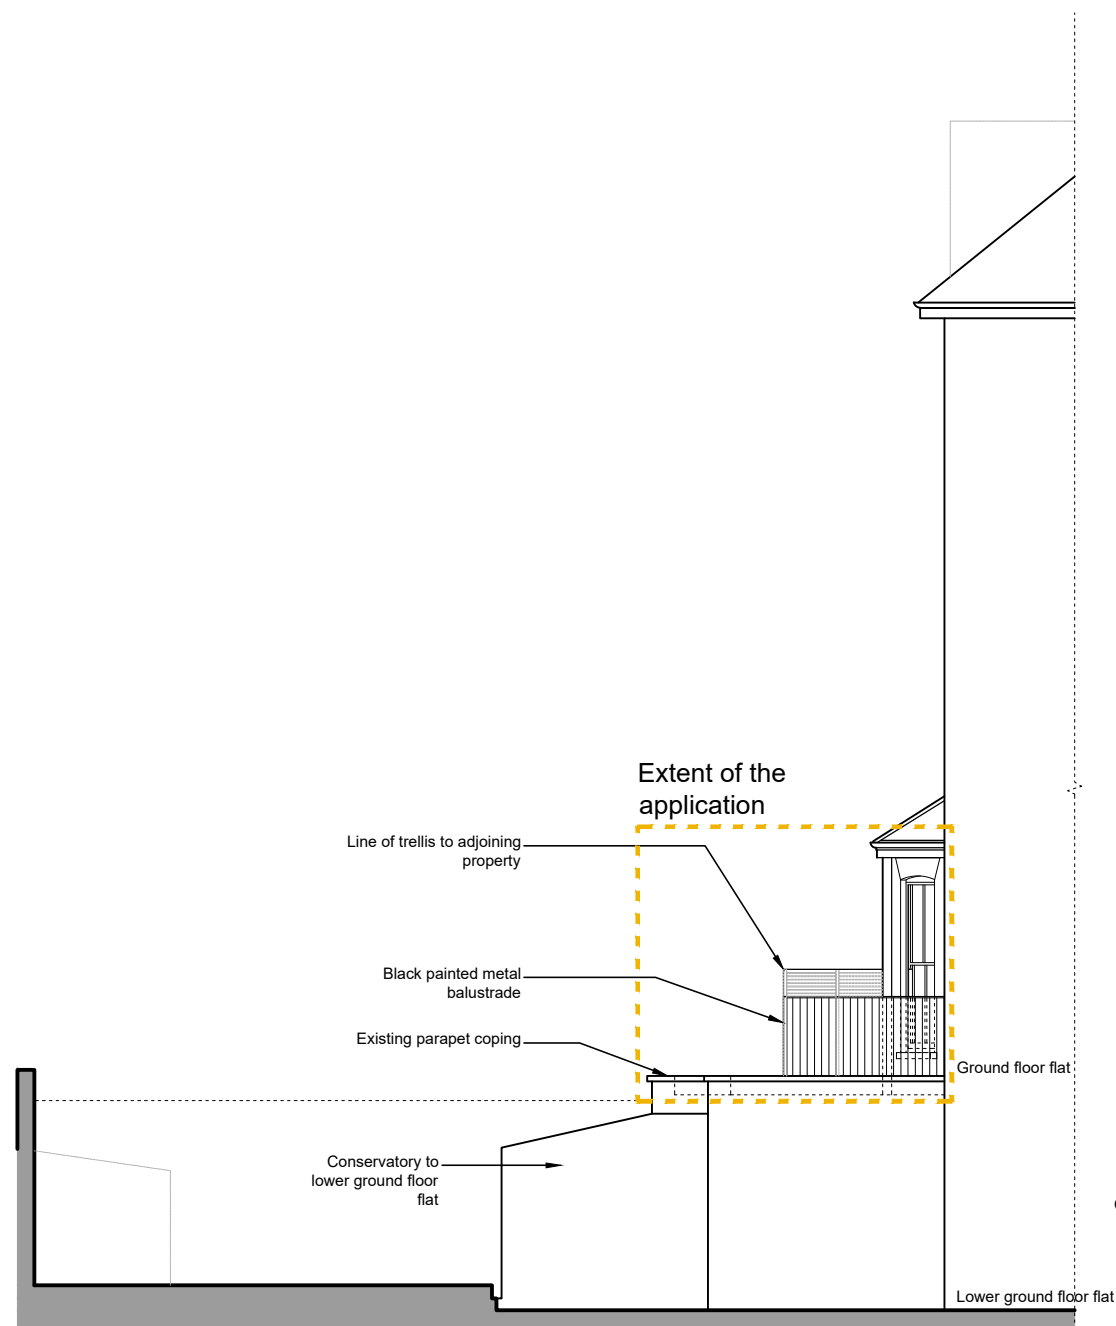 Extent of the
application
Line of trellis to adjoining
property
Black painted metal
balustrade
Existing parapet coping
Ground floor flat
Conservatory to
lower ground floor
flat
Lower ground floor flat